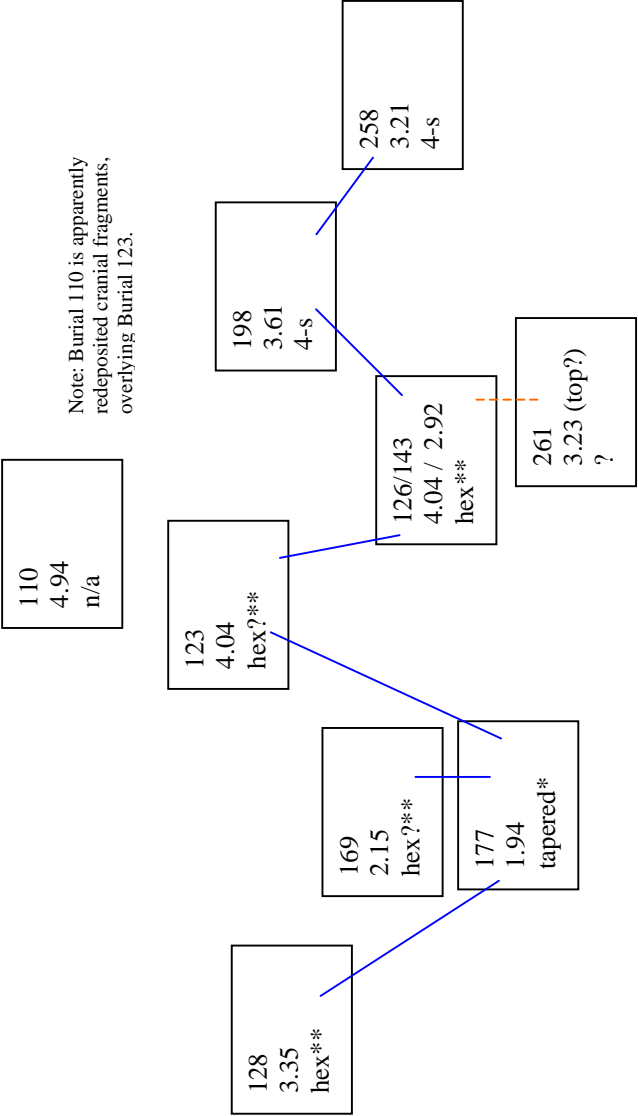 110
4.94
n/a
Note: Burial 110 is apparently
redeposited cranial fragments,
overlying Burial 123.
123
4.04
hex?**
198
3.61
4-s
128
3.35
hex**
169
2.15
hex?**
126/143
4.04 / 2.92
hex**
258
3.21
4-s
177
1.94
tapered*
261
3.23 (top?)
?